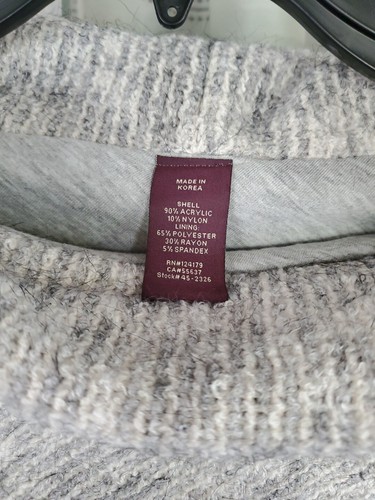 MADE IN
KOREA
SHELL
90% ACRYLIC
10% NYLON
LINING:
65% POLYESTER
30% RAYON
5% SPANDEX
RN#124179
CA#55637
Stock# 45-2326